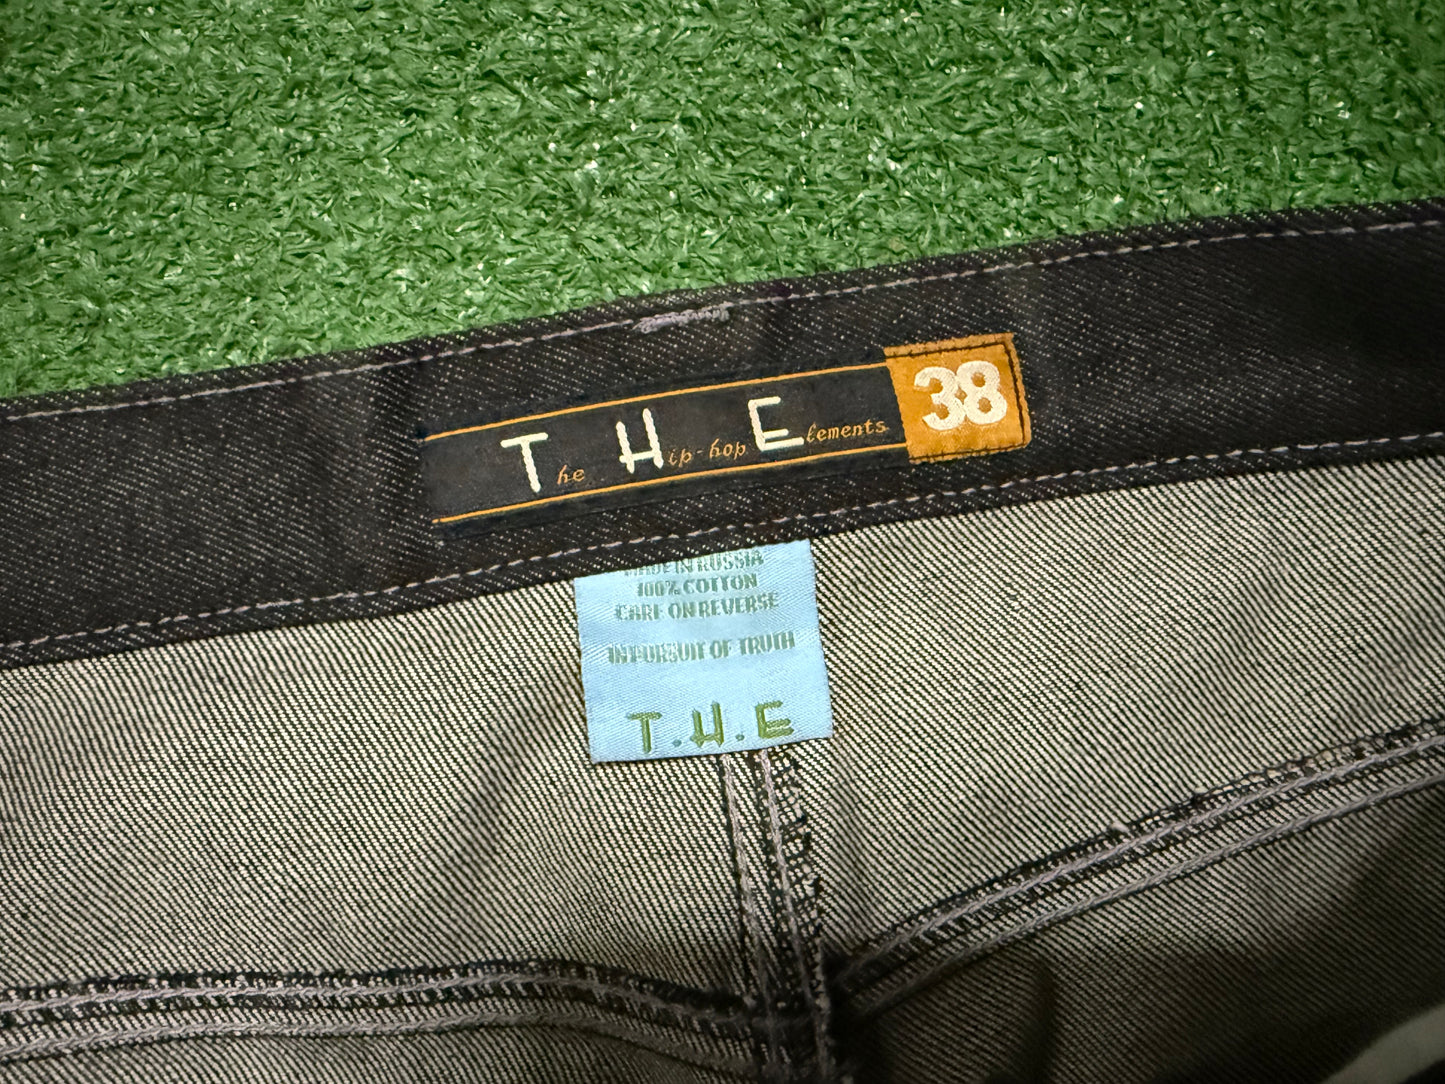 The Hip-hop Elements 38
MADE IN RUSSIA
100% COTTON
CARE ON REVERSE
IN PURSUIT OF TRUTH
T.H.E